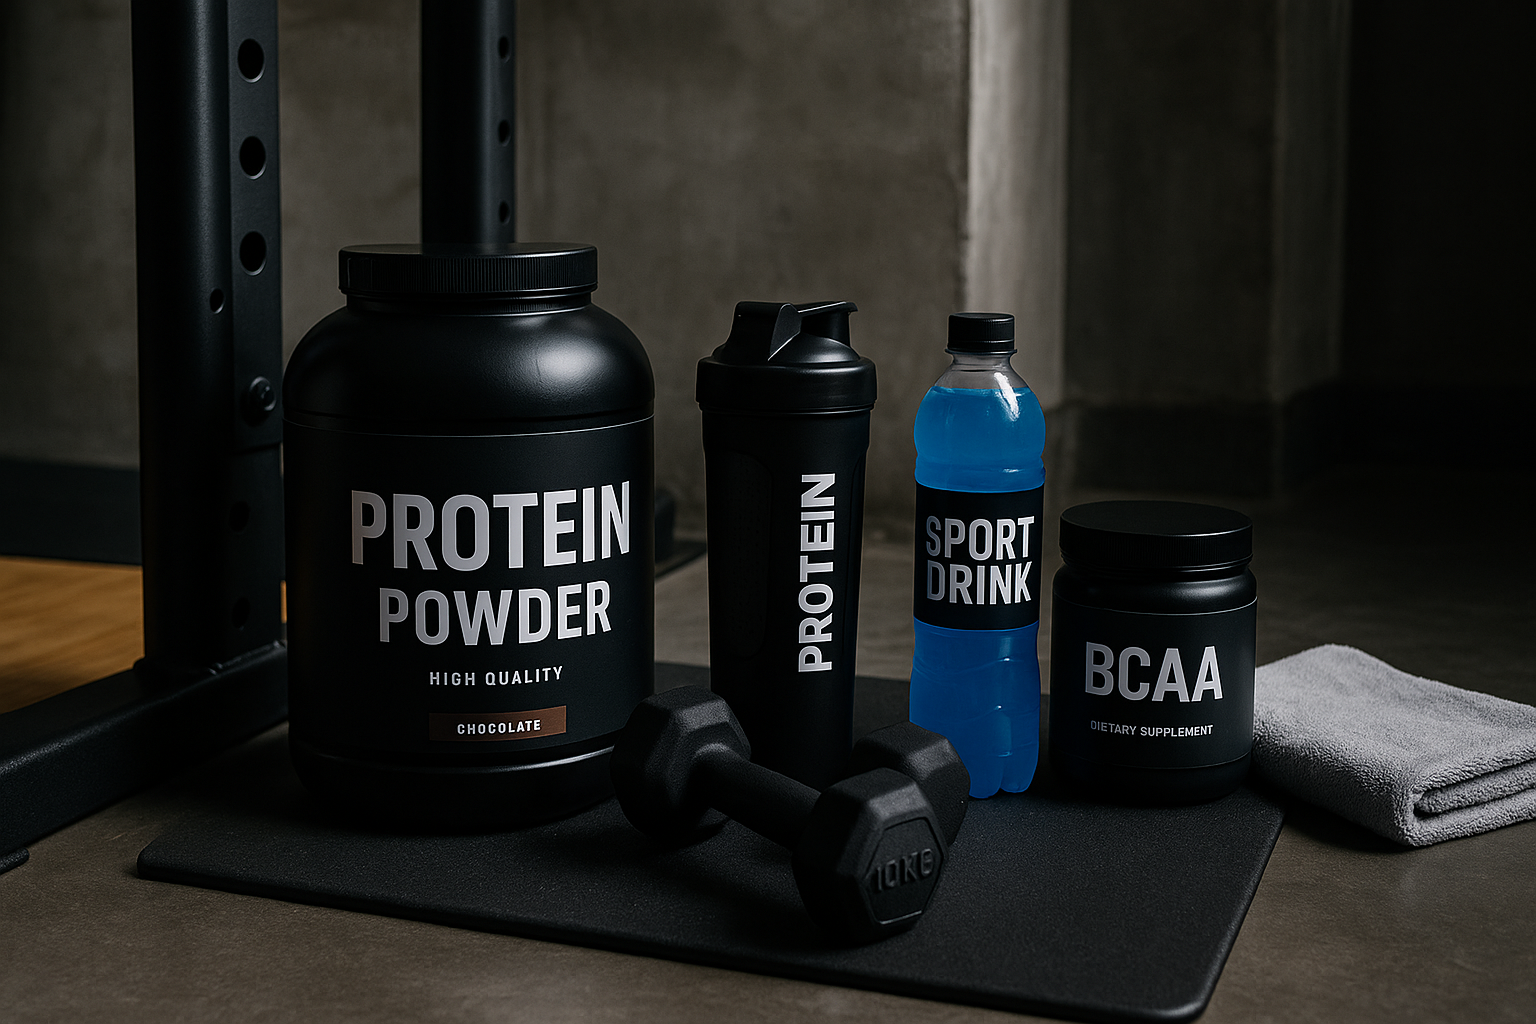 PROTEIN
POWDER
HIGH QUALITY
CHOCOLATE
PROTEIN
SPORT
DRINK
BCAA
DIETARY SUPPLEMENT
10KG